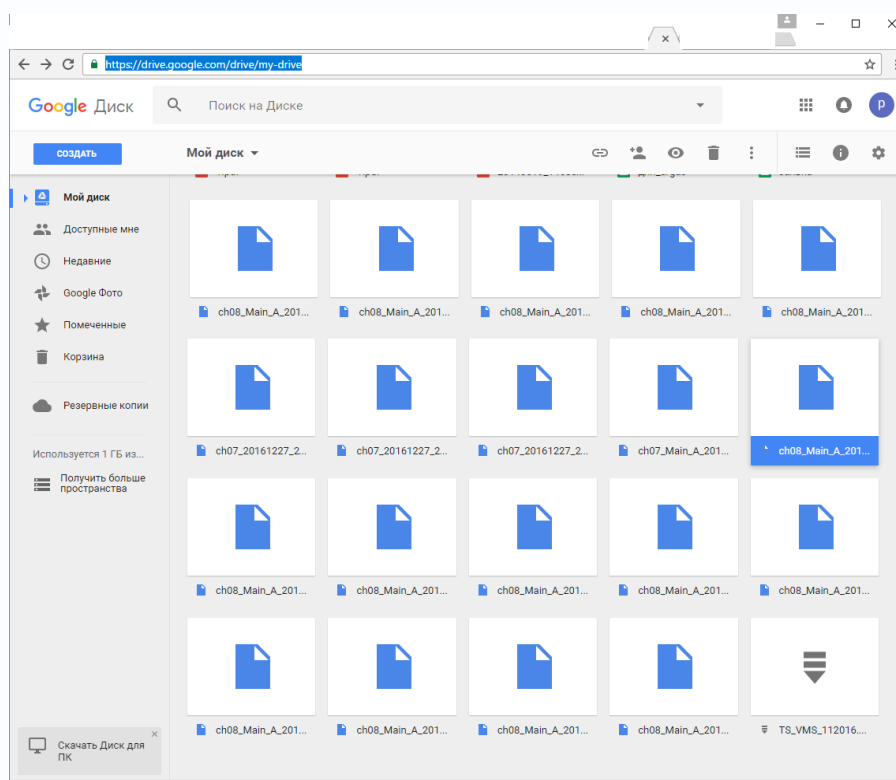 https://drive.google.com/drive/my-drive
Google Диск
Поиск на Диске
p
СОЗДАТЬ
Мой диск
Мой диск
Доступные мне
Недавние
Google Фото
Помеченные
Корзина
Резервные копии
Используется 1 ГБ из...
Получить больше
пространства
ch08_Main_A_201... ch08_Main_A_201... ch08_Main_A_201... ch08_Main_A_201... ch08_Main_A_201...
ch07_20161227_2... ch07_20161227_2... ch07_20161227_2... ch07_Main_A_201... ch08_Main_A_201...
ch08_Main_A_201... ch08_Main_A_201... ch08_Main_A_201... ch08_Main_A_201... ch08_Main_A_201...
ch08_Main_A_201... ch08_Main_A_201... ch08_Main_A_201... ch08_Main_A_201... TS_VMS_112016....
Скачать Диск для
ПК